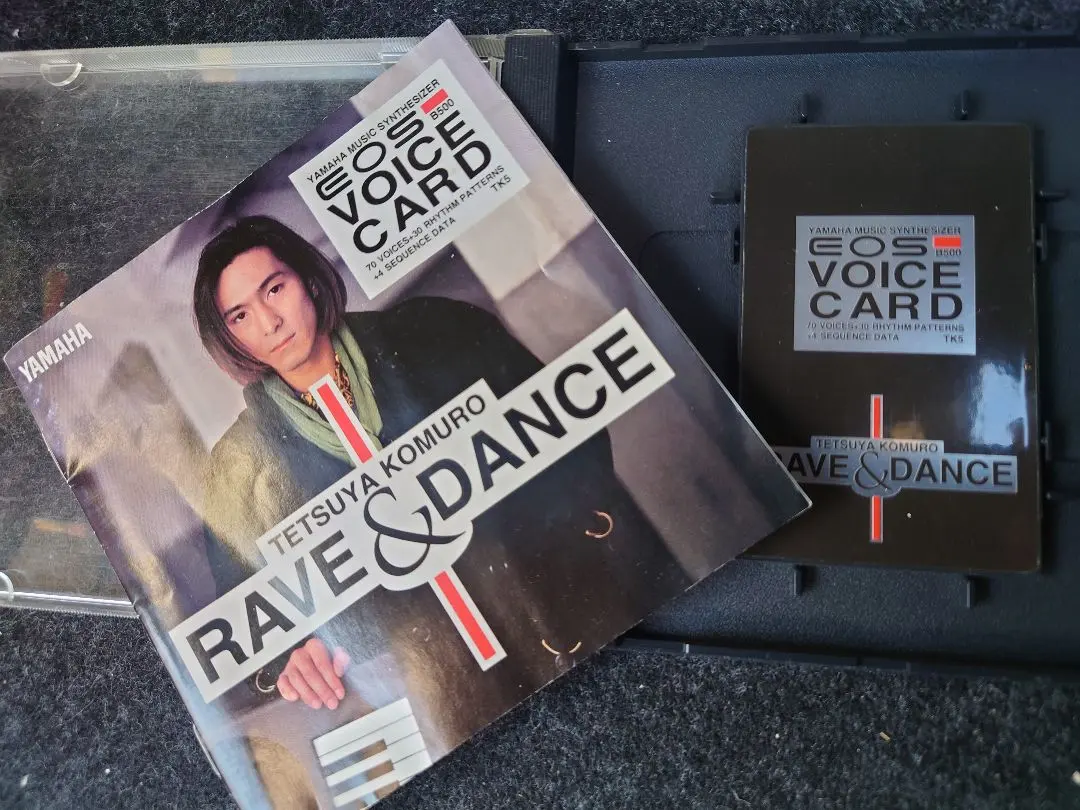 YAMAHA
YAMAHA MUSIC SYNTHESIZER
EOS B500
VOICE
CARD
70 VOICES+30 RHYTHM PATTERNS
+4 SEQUENCE DATA TK5
TETSUYA KOMURO
RAVE & DANCE
YAMAHA MUSIC SYNTHESIZER
EOS B500
VOICE
CARD
70 VOICES+30 RHYTHM PATTERNS
+4 SEQUENCE DATA TK5
TETSUYA KOMURO
RAVE & DANCE